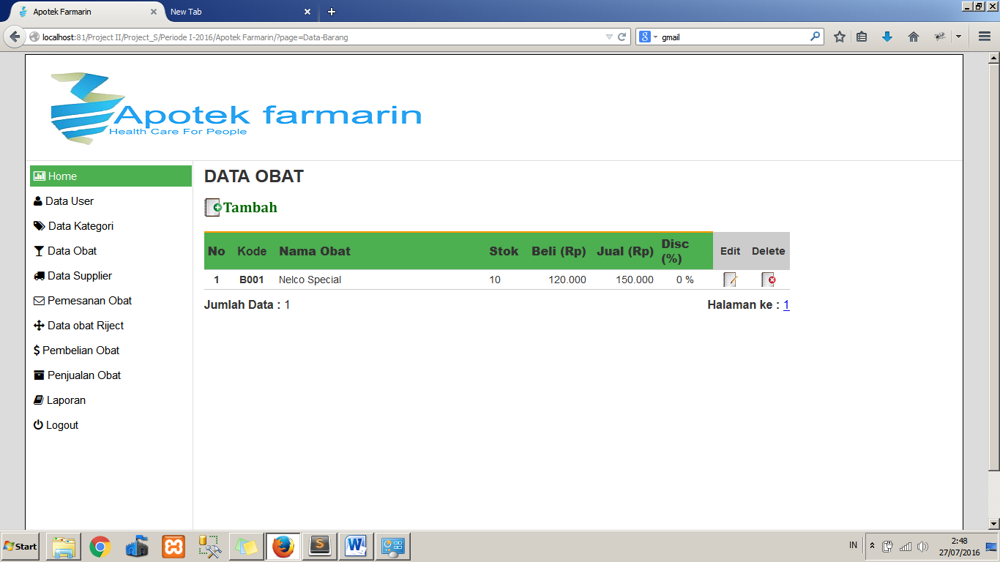 Apotek Farmarin
New Tab
localhost:81/Project II/Project_S/Periode I-2016/Apotek Farmarin/?page=Data-Barang
gmail
Apotek farmarin
Health Care For People
Home
Data User
Data Kategori
Data Obat
Data Supplier
Pemesanan Obat
Data obat Riject
Pembelian Obat
Penjualan Obat
Laporan
Logout
DATA OBAT
Tambah
No Kode Nama Obat Stok Beli (Rp) Jual (Rp) Disc (%) Edit Delete
1 B001 Nelco Special 10 120.000 150.000 0 %
Jumlah Data : 1 Halaman ke : 1
Start
IN
2:48
27/07/2016